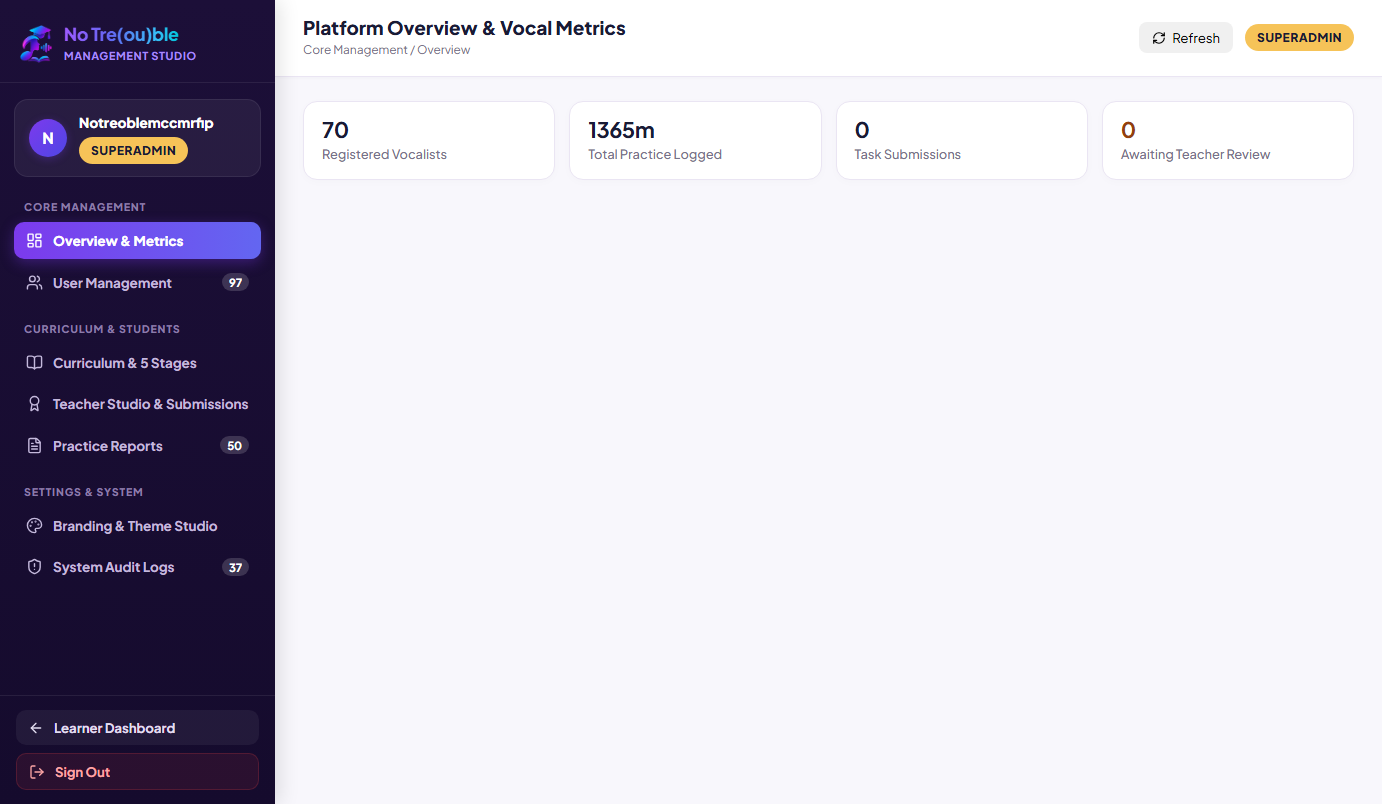 No Tre(ou)ble
MANAGEMENT STUDIO
N
Notreoblemccmrfip
SUPERADMIN
CORE MANAGEMENT
Overview & Metrics
User Management 97
CURRICULUM & STUDENTS
Curriculum & 5 Stages
Teacher Studio & Submissions
Practice Reports 50
SETTINGS & SYSTEM
Branding & Theme Studio
System Audit Logs 37
Learner Dashboard
Sign Out
Platform Overview & Vocal Metrics
Core Management / Overview
Refresh
SUPERADMIN
70
Registered Vocalists
1365m
Total Practice Logged
0
Task Submissions
0
Awaiting Teacher Review